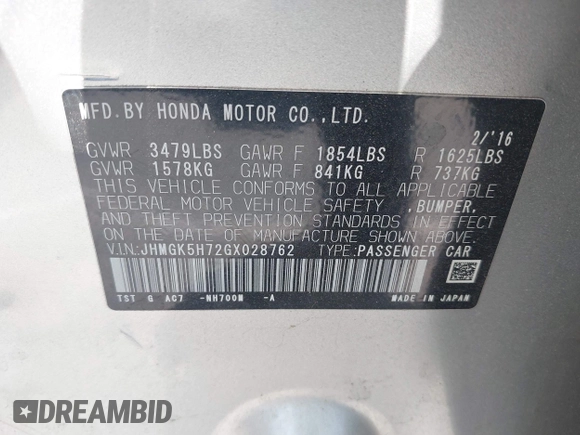 MFD.BY HONDA MOTOR CO.,LTD.
2/'16
GVWR 3479LBS GAWR F 1854LBS R 1625LBS
GVWR 1578KG GAWR F 841KG R 737KG
THIS VEHICLE CONFORMS TO ALL APPLICABLE
FEDERAL MOTOR VEHICLE SAFETY ,BUMPER,
AND THEFT PREVENTION STANDARDS IN EFFECT
ON THE DATE OF MANUFACTURE SHOWN ABOVE.
V.I.N:JHMGK5H72GX028762 TYPE:PASSENGER CAR
TST G AC7 -NH700M -A MADE IN JAPAN
DREAMBID